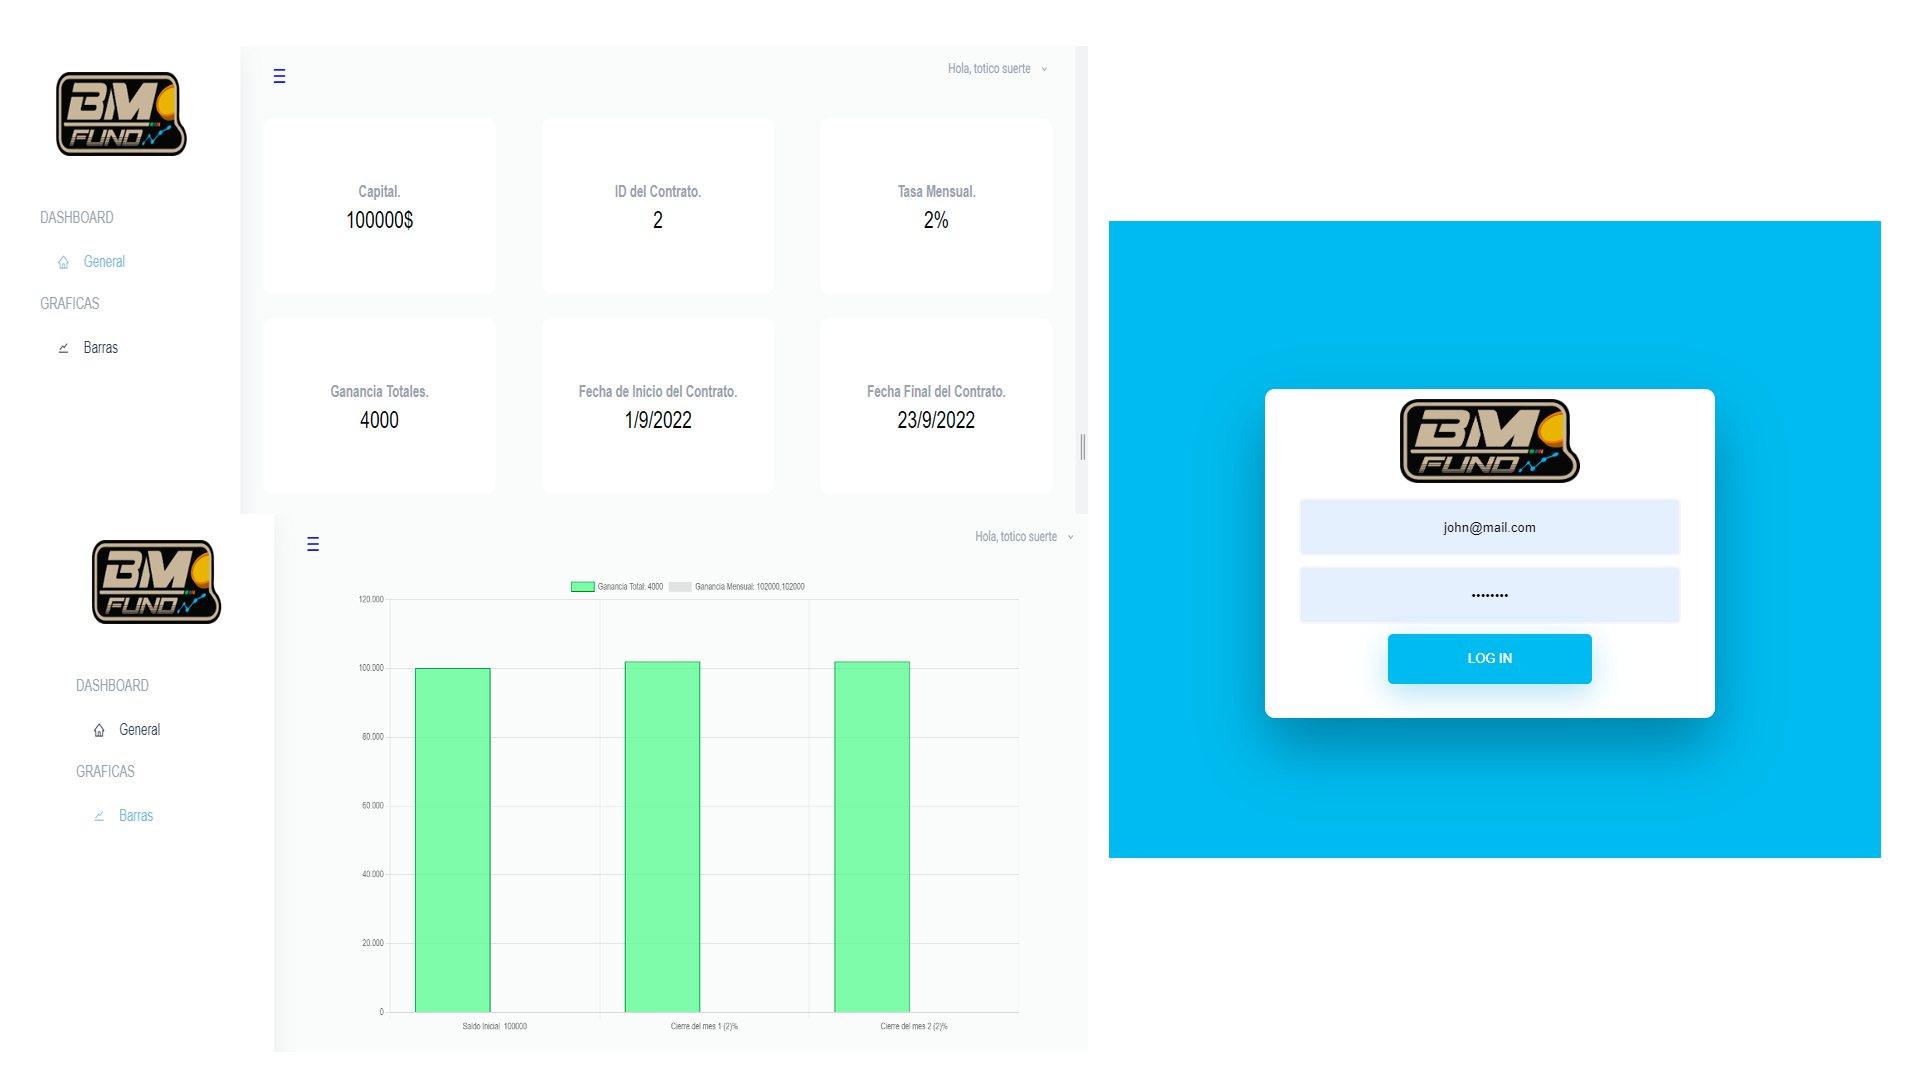 BM
FUND
DASHBOARD
General
GRAFICAS
Barras
Hola, totico suerte
Capital.
100000$
ID del Contrato.
2
Tasa Mensual.
2%
Ganancia Totales.
4000
Fecha de Inicio del Contrato.
1/9/2022
Fecha Final del Contrato.
23/9/2022
BM
FUND
DASHBOARD
General
GRAFICAS
Barras
Hola, totico suerte
Ganancia Total: 4000 Ganancia Mensual: 102000,102000
120.000
100.000
80.000
60.000
40.000
20.000
0
Saldo Inicial 100000 Cierre del mes 1 (2)% Cierre del mes 2 (2)%
BM
FUND
john@mail.com
••••••••
LOG IN